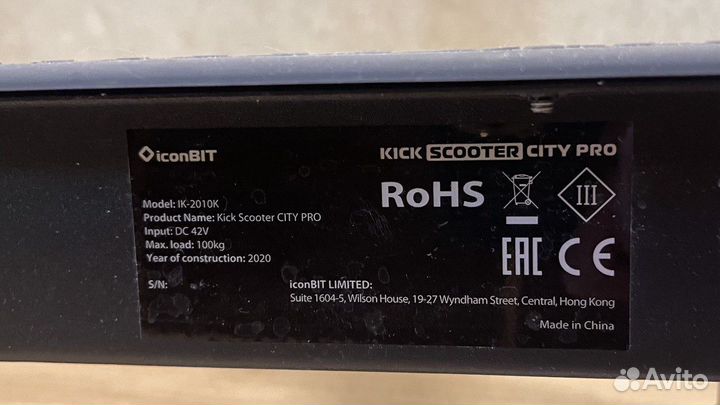 iconBIT
KICK SCOOTER CITY PRO
Model: IK-2010K
Product Name: Kick Scooter CITY PRO
Input: DC 42V
Max. load: 100kg
Year of construction: 2020
S/N:
RoHS
III
EAC CE
iconBIT LIMITED:
Suite 1604-5, Wilson House, 19-27 Wyndham Street, Central, Hong Kong
Made in China
Avito